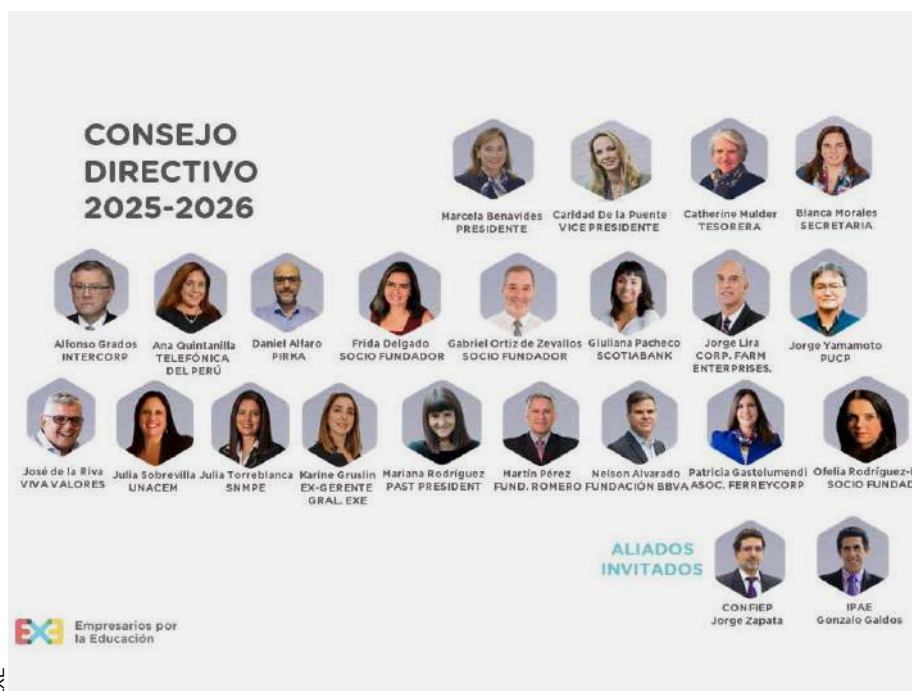 CONSEJO
DIRECTIVO
2025-2026
Marcela Benavides
PRESIDENTE
Caridad De la Puente
VICE PRESIDENTE
Catherine Mulder
TESORERA
Bianca Morales
SECRETARIA
Alfonso Grados
INTERCORP
Ana Quintanilla
TELEFÓNICA
DEL PERÚ
Daniel Alfaro
PIRKA
Frida Delgado
SOCIO FUNDADOR
Gabriel Ortiz de Zevallos
SOCIO FUNDADOR
Giuliana Pacheco
SCOTIABANK
Jorge Lira
CORP. FARM
ENTERPRISES.
Jorge Yamamoto
PUCP
José de la Riva
VIVA VALORES
Julia Sobrevilla
UNACEM
Julia Torreblanca
SNMPE
Karine Gruslin
EX-GERENTE
GRAL. EXE
Mariana Rodríguez
PAST PRESIDENT
Martín Pérez
FUND. ROMERO
Nelson Alvarado
FUNDACIÓN BBVA
Patricia Gastelumendi
ASOC. FERREYCORP
Ofelia
SOCIO
ALIADOS
INVITADOS
CONFIEP
Jorge Zapata
IPAE
Gonzalo Galdos
EXE
Empresarios por
la Educación